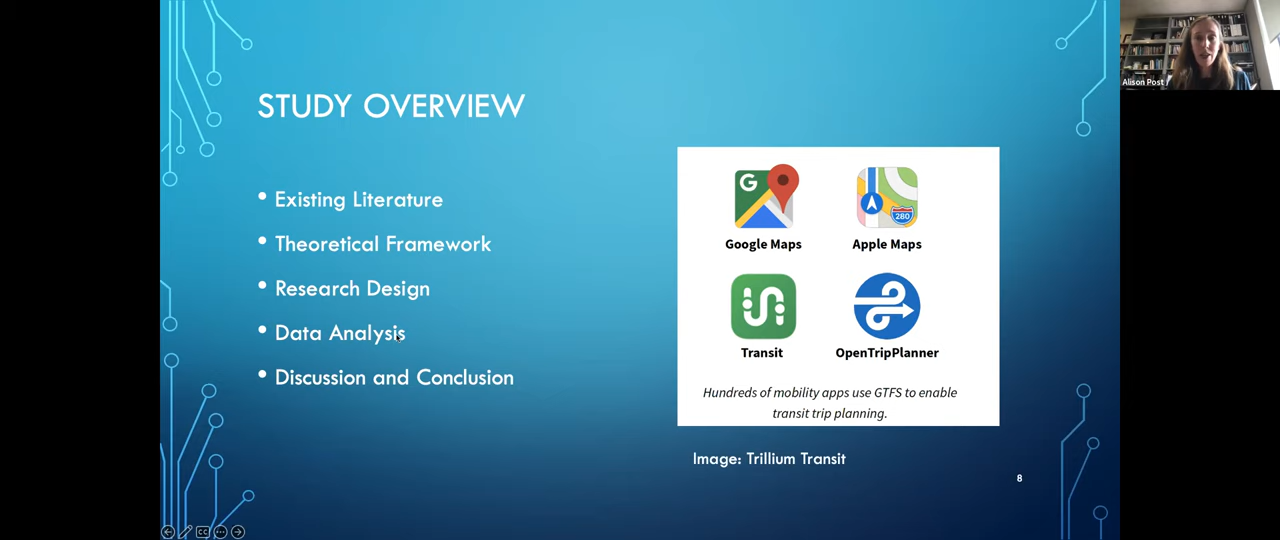 STUDY OVERVIEW
• Existing Literature
• Theoretical Framework
• Research Design
• Data Analysis
• Discussion and Conclusion
G
280
Google Maps
Apple Maps
Transit
OpenTripPlanner
Hundreds of mobility apps use GTFS to enable
transit trip planning.
Image: Trillium Transit
8
CC
Alison Post /